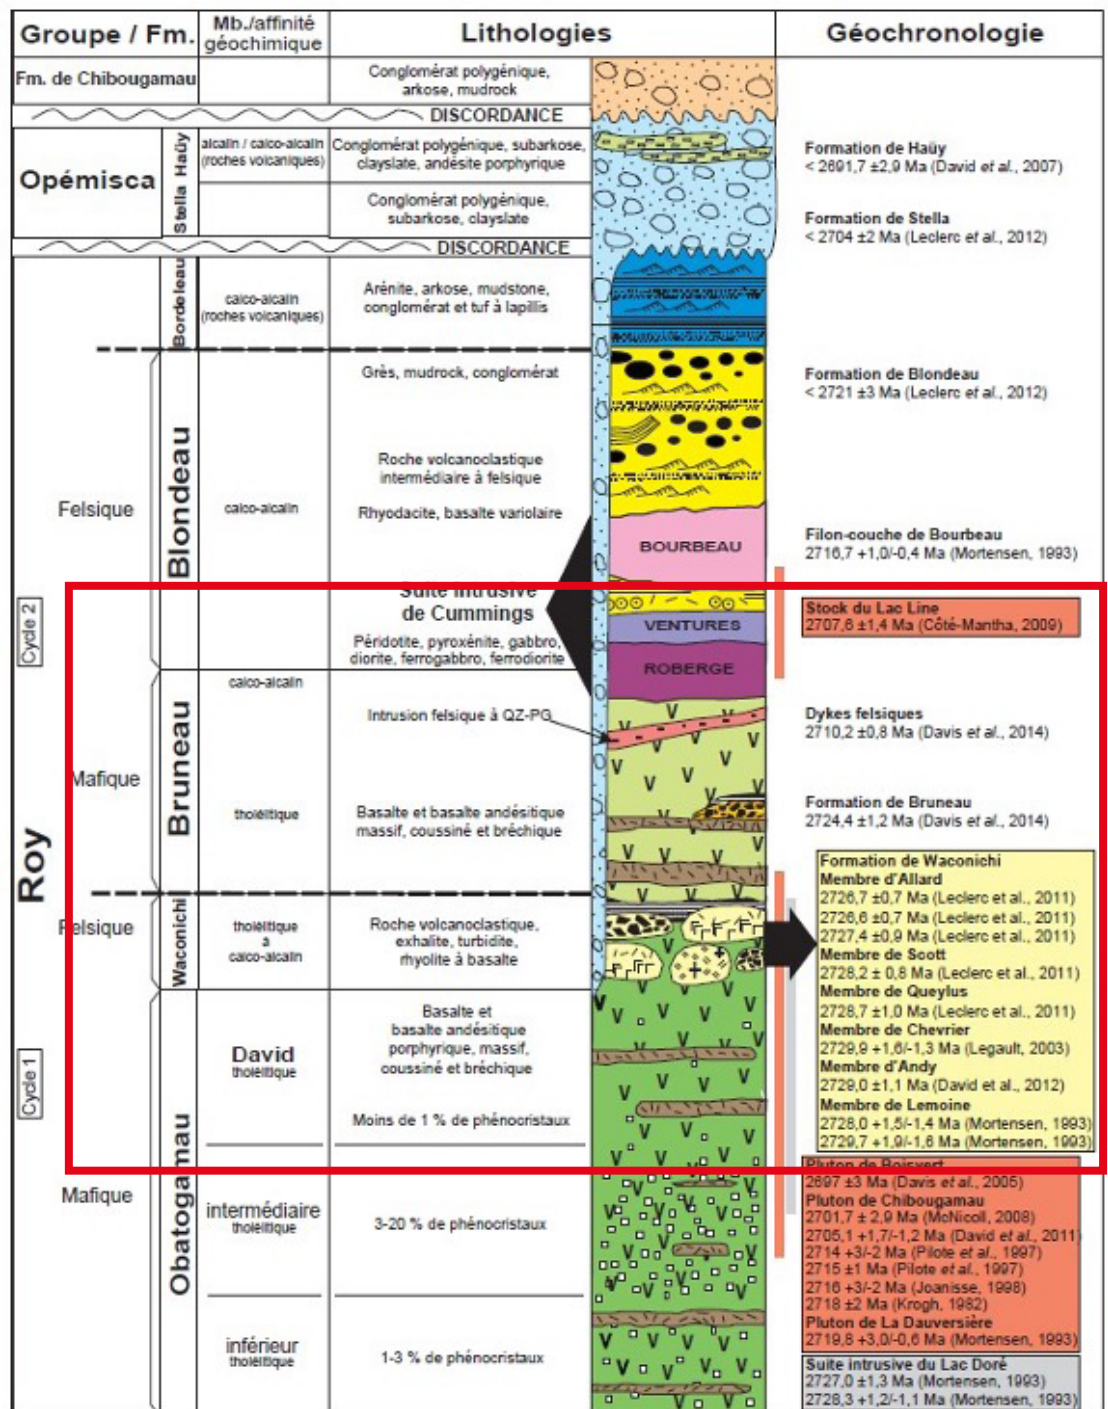 Groupe / Fm.
Mb./affinité
géochimique
Lithologies
Géochronologie
Fm. de Chibougamau
Conglomérat polygénique,
arkose, mudrock
DISCORDANCE
Opémisca
Haüy
alcalin / calco-alcalin
(roches volcaniques)
Conglomérat polygénique, subarkose,
clayslate, andésite porphyrique
Formation de Haüy
< 2691,7 ±2,9 Ma (David et al., 2007)
Stella
Conglomérat polygénique,
subarkose, clayslate
Formation de Stella
< 2704 ±2 Ma (Leclerc et al., 2012)
DISCORDANCE
Roy
Bordeleau
calco-alcalin
(roches volcaniques)
Arénite, arkose, mudstone,
conglomérat et tuf à lapillis
Cycle 2
Felsique
Blondeau
calco-alcalin
Grès, mudrock, conglomérat
Roche volcanoclastique
intermédiaire à felsique
Rhyodacite, basalte variolaire
Formation de Blondeau
< 2721 ±3 Ma (Leclerc et al., 2012)
BOURBEAU
Filon-couche de Bourbeau
2716,7 +1,0/-0,4 Ma (Mortensen, 1993)
Suite intrusive
de Cummings
Péridotite, pyroxénite, gabbro,
diorite, ferrogabbro, ferrodiorite
VENTURES
ROBERGE
Stock du Lac Line
2707,6 ±1,4 Ma (Côté-Mantha, 2009)
Mafique
Bruneau
calco-alcalin
Intrusion felsique à QZ-PG
Dykes felsiques
2710,2 ±0,8 Ma (Davis et al., 2014)
tholéiitique
Basalte et basalte andésitique
massif, coussiné et bréchique
Formation de Bruneau
2724,4 ±1,2 Ma (Davis et al., 2014)
Cycle 1
Felsique
Waconichi
tholéiitique
à
calco-alcalin
Roche volcanoclastique,
exhalite, turbidite,
rhyolite à basalte
Formation de Waconichi
Membre d'Allard
2726,7 ±0,7 Ma (Leclerc et al., 2011)
2726,6 ±0,7 Ma (Leclerc et al., 2011)
2727,4 ±0,9 Ma (Leclerc et al., 2011)
Membre de Scott
2728,2 ± 0,8 Ma (Leclerc et al., 2011)
Membre de Queylus
2728,7 ±1,0 Ma (Leclerc et al., 2011)
Membre de Chevrier
2729,9 +1,6/-1,3 Ma (Legault, 2003)
Membre d'Andy
2729,0 ±1,1 Ma (David et al., 2012)
Membre de Lemoine
2728,0 +1,5/-1,4 Ma (Mortensen, 1993)
2729,7 +1,9/-1,6 Ma (Mortensen, 1993)
Mafique
Obatogamau
David
tholéiitique
Basalte et
basalte andésitique
porphyrique, massif,
coussiné et bréchique
Moins de 1 % de phénocristaux
intermédiaire
tholéiitique
3-20 % de phénocristaux
inférieur
tholéiitique
1-3 % de phénocristaux
Pluton de Boisvert
2697 ±3 Ma (Davis et al., 2005)
Pluton de Chibougamau
2701,7 ± 2,9 Ma (McNicoll, 2008)
2705,1 +1,7/-1,2 Ma (David et al., 2011)
2714 +3/-2 Ma (Pilote et al., 1997)
2715 ±1 Ma (Pilote et al., 1997)
2716 +3/-2 Ma (Joanisse, 1998)
2718 ±2 Ma (Krogh, 1982)
Pluton de La Dauversière
2719,8 +3,0/-0,6 Ma (Mortensen, 1993)
Suite intrusive du Lac Doré
2727,0 ±1,3 Ma (Mortensen, 1993)
2728,3 +1,2/-1,1 Ma (Mortensen, 1993)